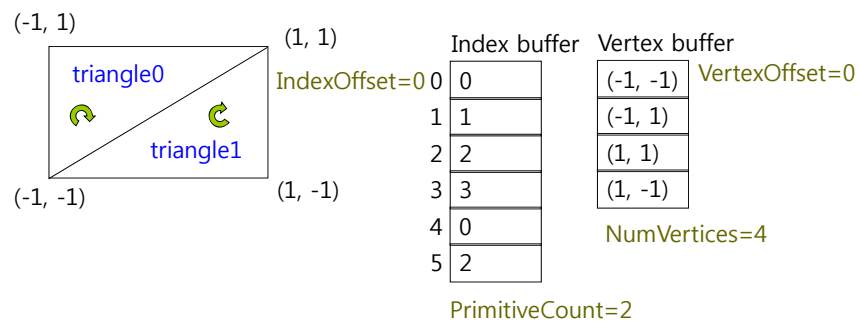 (-1, 1)
(1, 1)
triangle0
triangle1
(-1, -1)
(1, -1)
Index buffer
IndexOffset=0
0 0
1 1
2 2
3 3
4 0
5 2
PrimitiveCount=2
Vertex buffer
VertexOffset=0
(-1, -1)
(-1, 1)
(1, 1)
(1, -1)
NumVertices=4